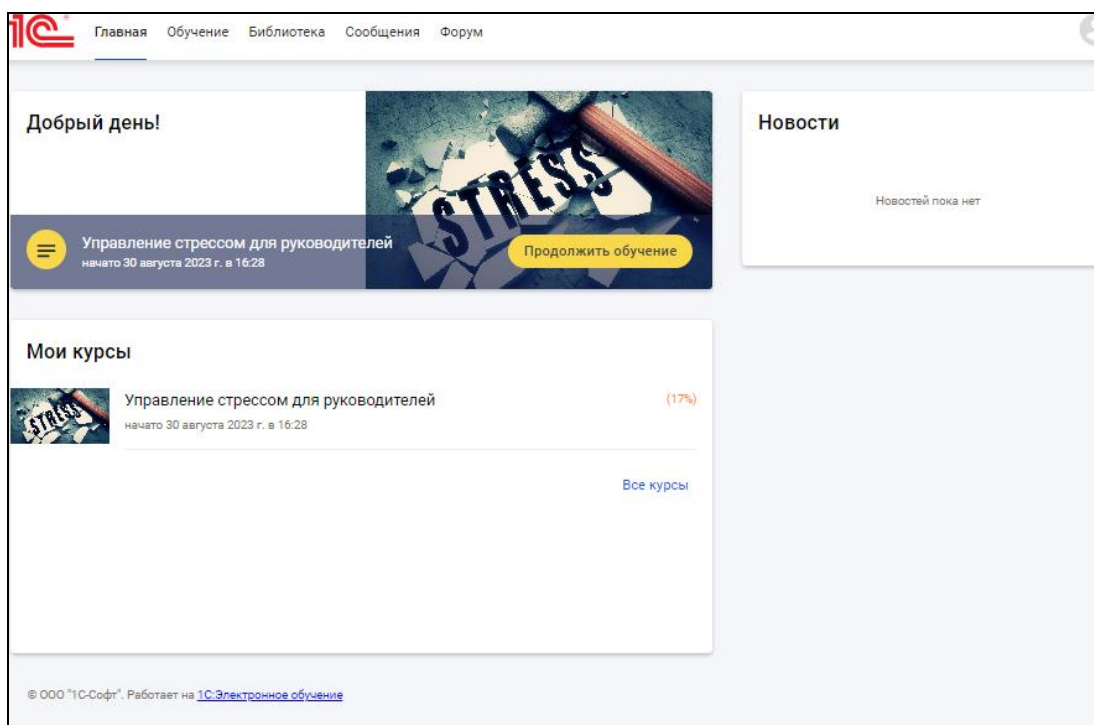 1С
Главная Обучение Библиотека Сообщения Форум
Добрый день!
STRESS
Управление стрессом для руководителей
начато 30 августа 2023 г. в 16:28
Продолжить обучение
Новости
Новостей пока нет
Мои курсы
STRESS
Управление стрессом для руководителей
(17%)
начато 30 августа 2023 г. в 16:28
Все курсы
© ООО "1С-Софт". Работает на 1С:Электронное обучение